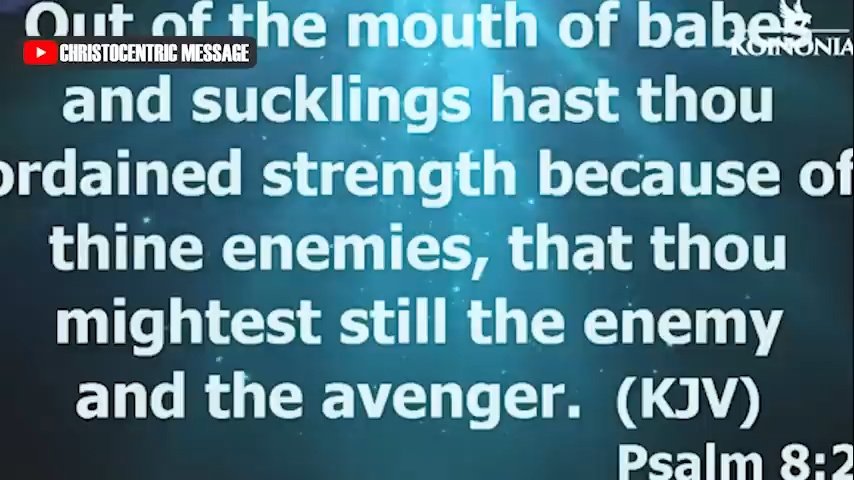 Out of the mouth of babes
KOINONIA
CHRISTOCENTRIC MESSAGE
and sucklings hast thou
ordained strength because of
thine enemies, that thou
mightest still the enemy
and the avenger. (KJV)
Psalm 8:2